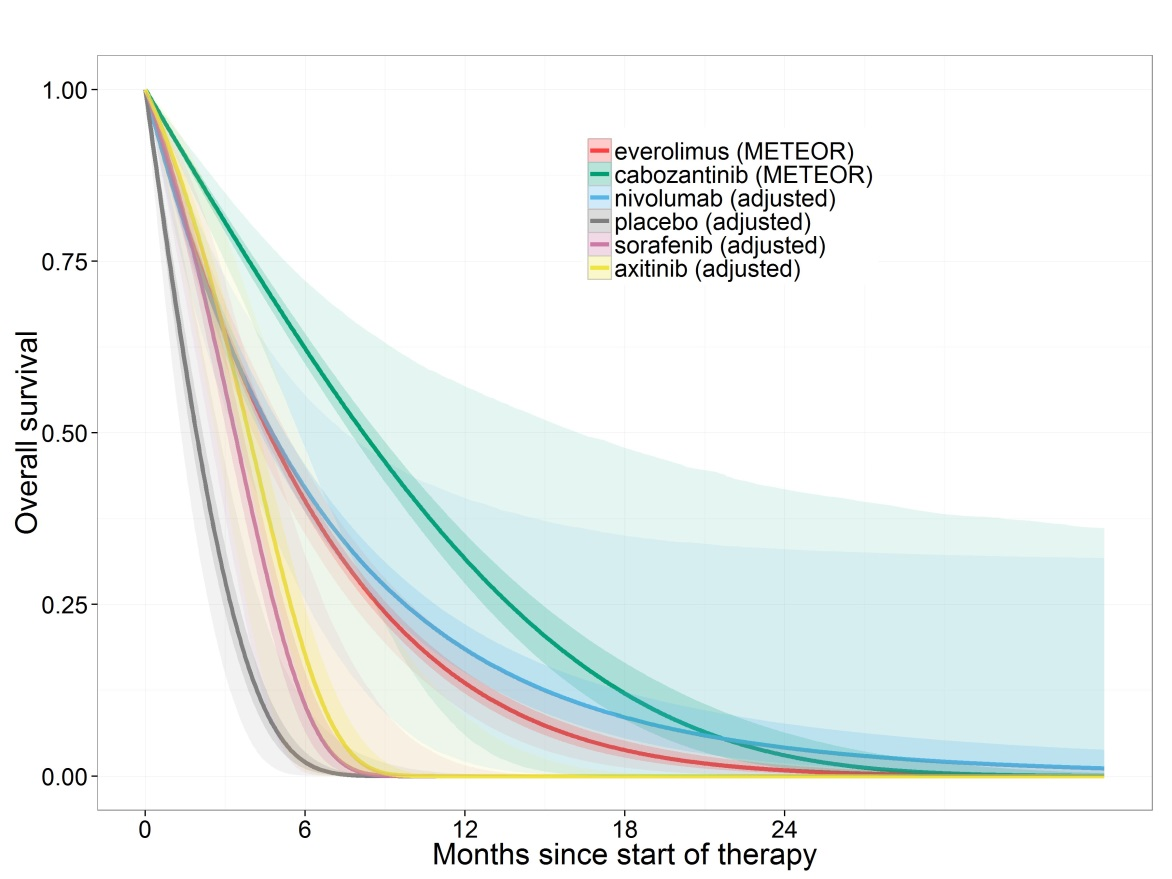 1.00
0.75
0.50
0.25
0.00
Overall survival
everolimus (METEOR)
cabozantinib (METEOR)
nivolumab (adjusted)
placebo (adjusted)
sorafenib (adjusted)
axitinib (adjusted)
0 6 12 18 24
Months since start of therapy